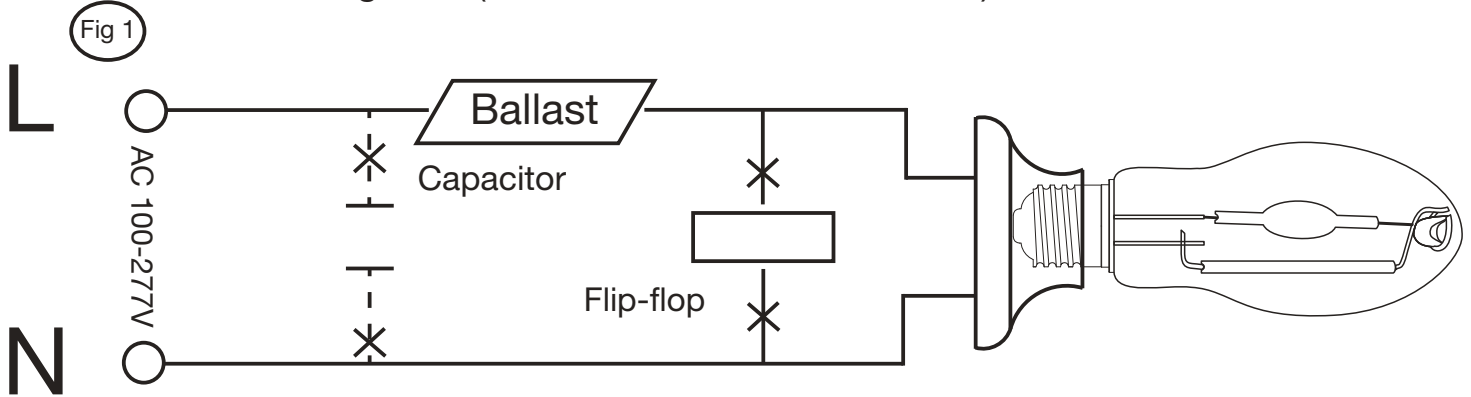 Fig 1
L
Ballast
Capacitor
AC 100-277V
Flip-flop
N